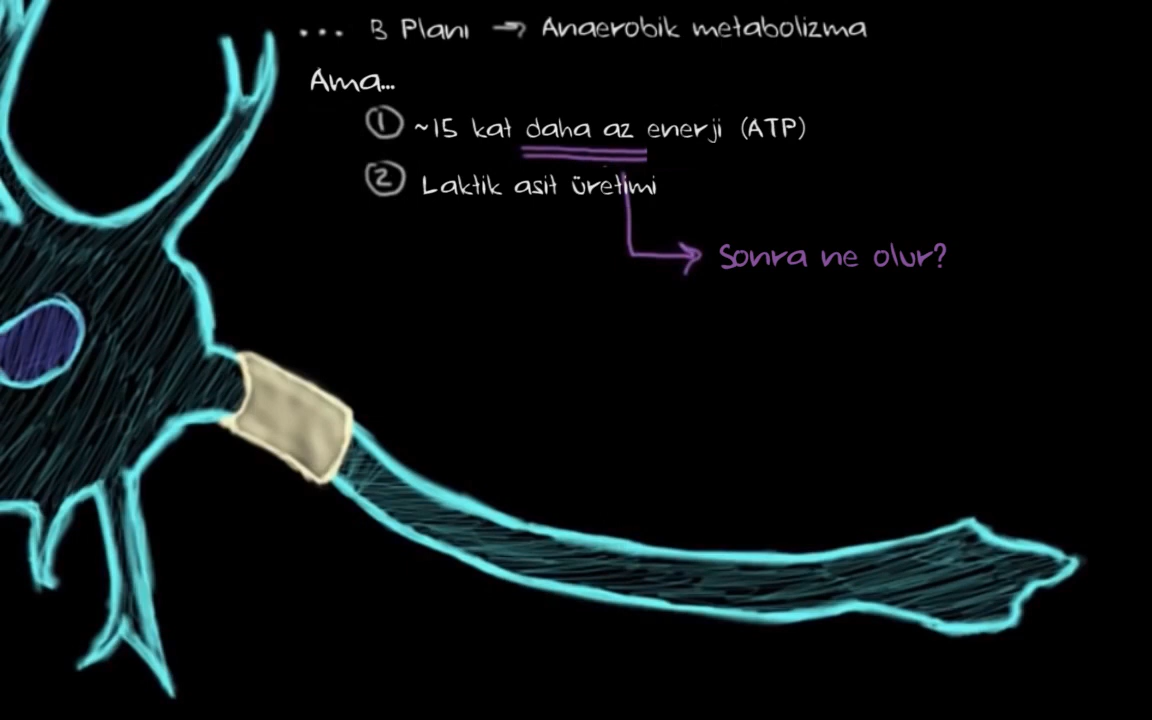 ... B Planı → Anaerobik metabolizma
Ama...
① ~15 kat daha az enerji (ATP)
② Laktik asit üretimi
Sonra ne olur?